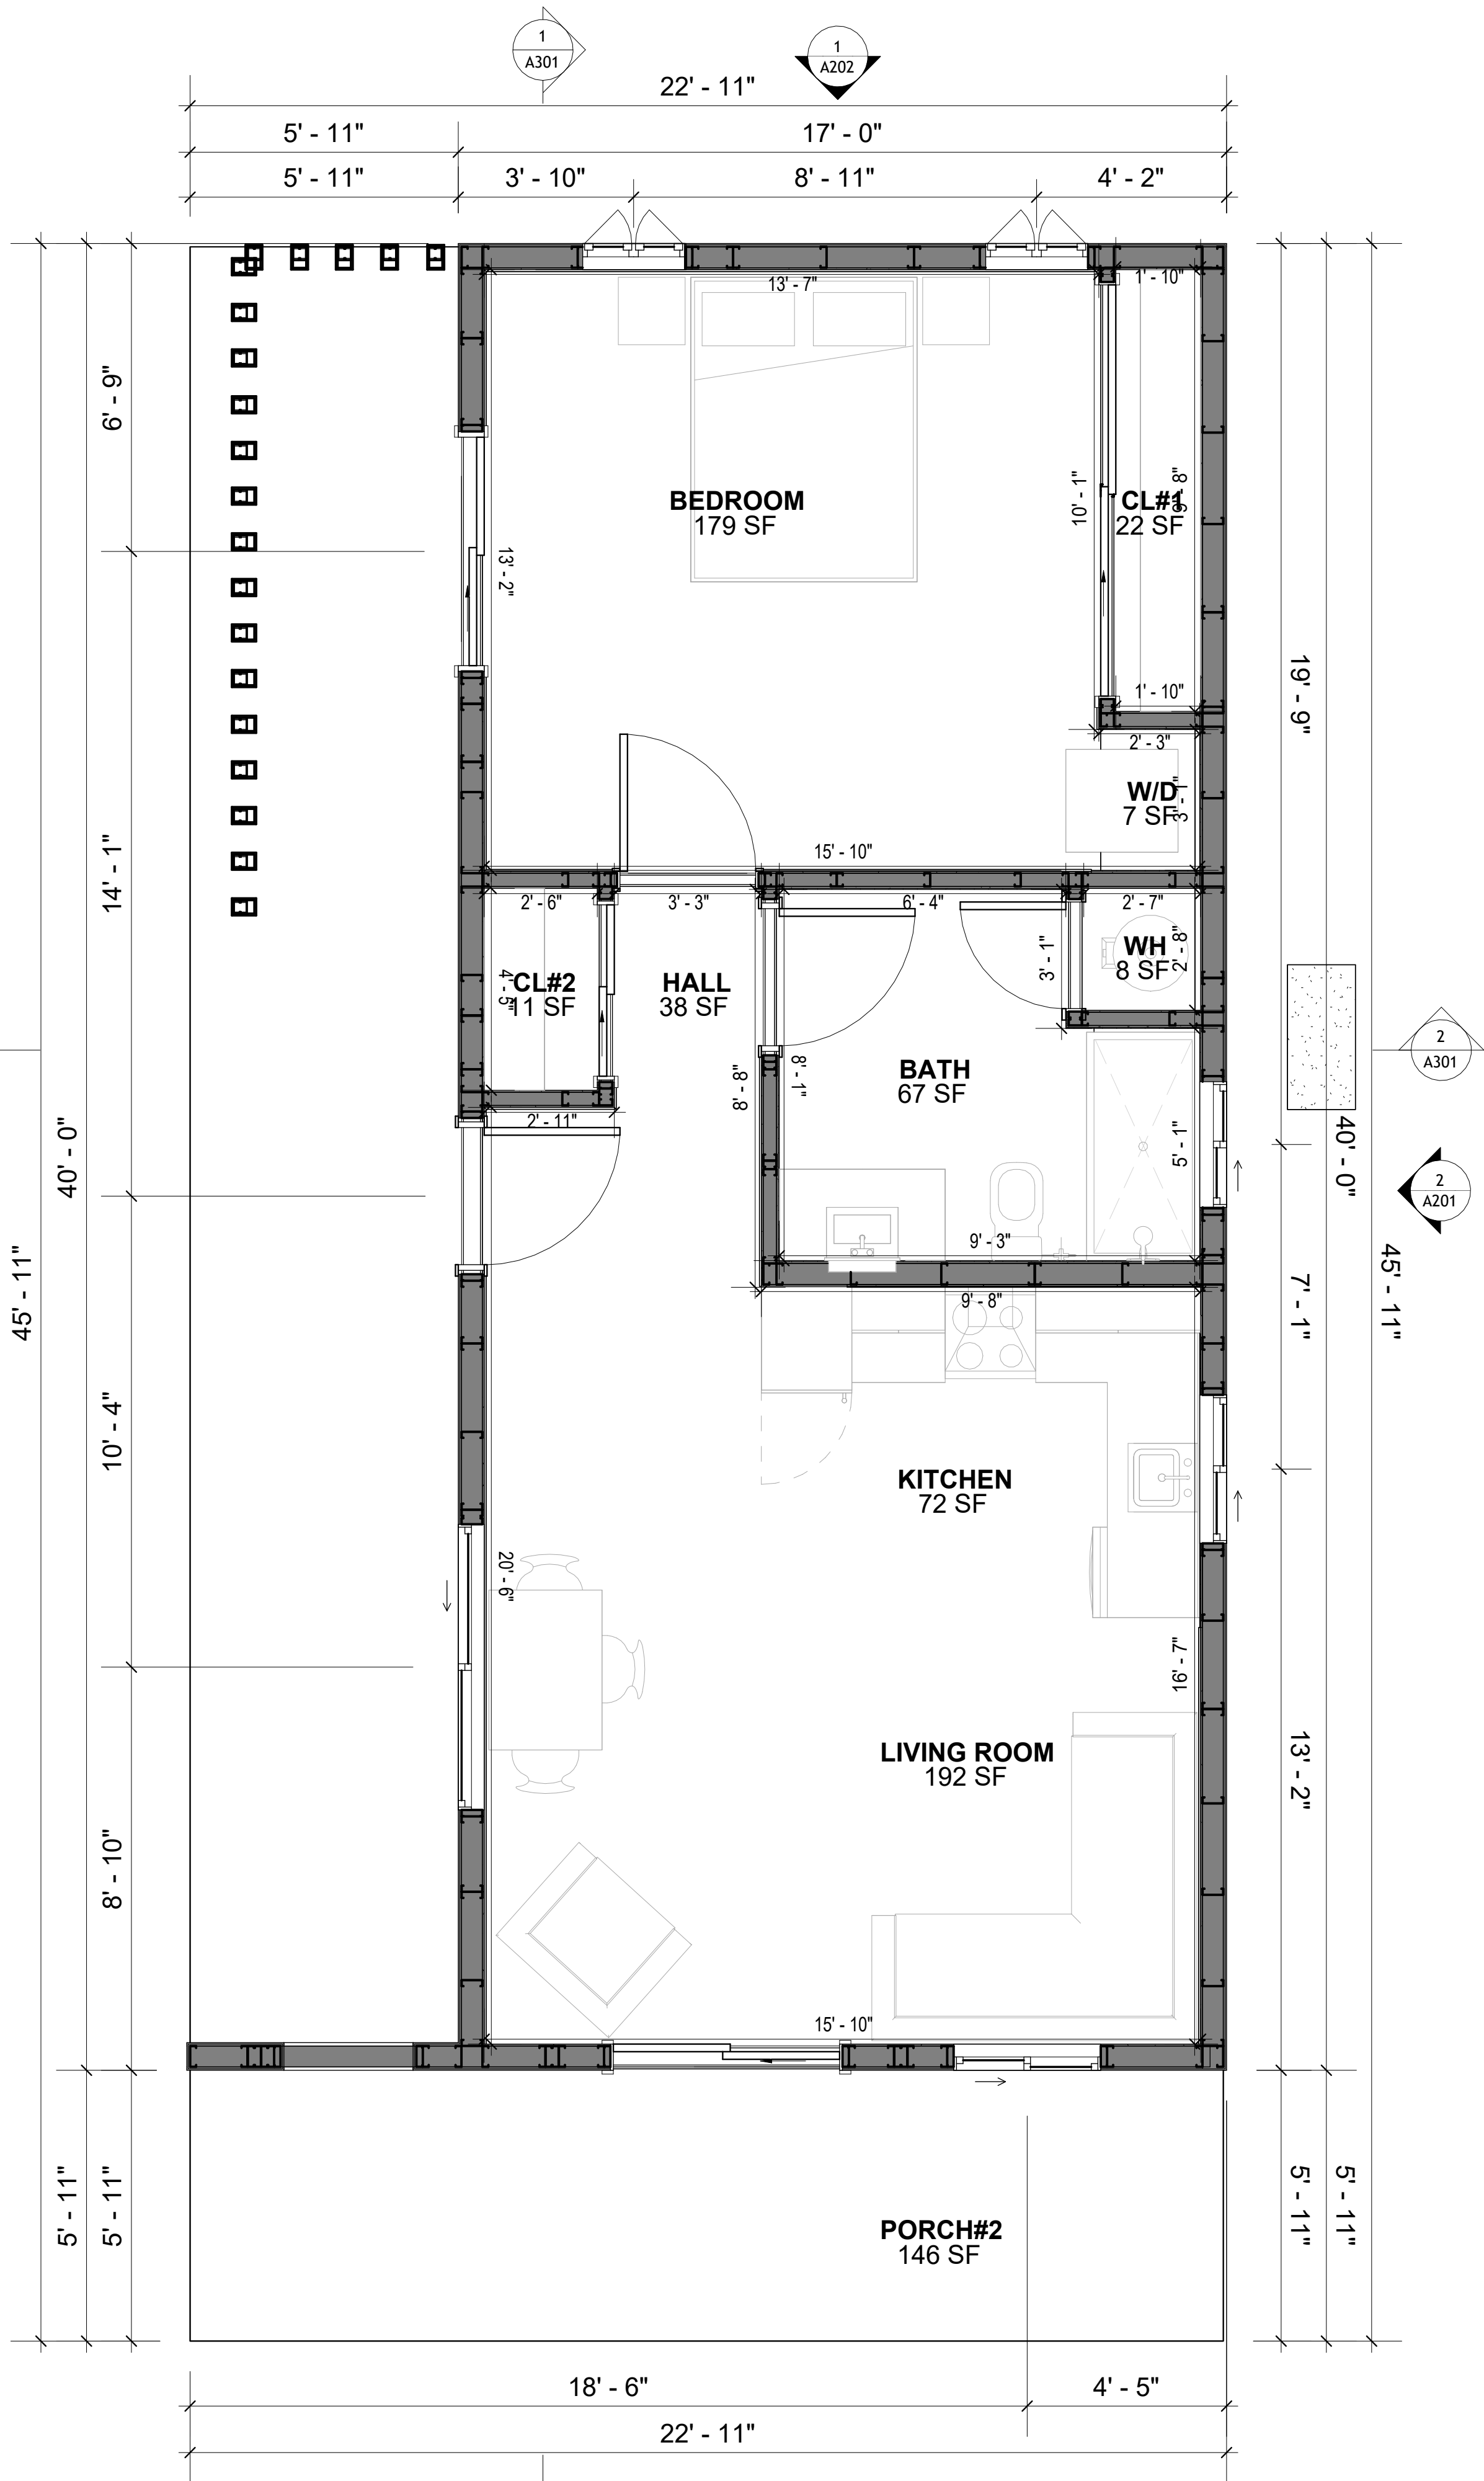 1
A301
1
A202
22' - 11"
5' - 11"
17' - 0"
5' - 11"
3' - 10"
8' - 11"
4' - 2"
13' - 7"
1' - 10"
6' - 9"
BEDROOM
179 SF
10' - 1"
CL#1
22 SF
9' - 8"
13' - 2"
1' - 10"
19' - 9"
2' - 3"
W/D
7 SF
3' - 1"
14' - 1"
15' - 10"
2' - 6"
3' - 3"
6' - 4"
2' - 7"
CL#2
11 SF
4' - 5"
HALL
38 SF
3' - 1"
WH
8 SF
2' - 8"
2
A301
8' - 8"
8' - 1"
BATH
67 SF
2' - 11"
5' - 1"
40' - 0"
40' - 0"
2
A201
9' - 3"
45' - 11"
9' - 8"
7' - 1"
45' - 11"
10' - 4"
KITCHEN
72 SF
20' - 6"
16' - 7"
LIVING ROOM
192 SF
13' - 2"
8' - 10"
15' - 10"
5' - 11"
5' - 11"
PORCH#2
146 SF
5' - 11"
5' - 11"
18' - 6"
4' - 5"
22' - 11"